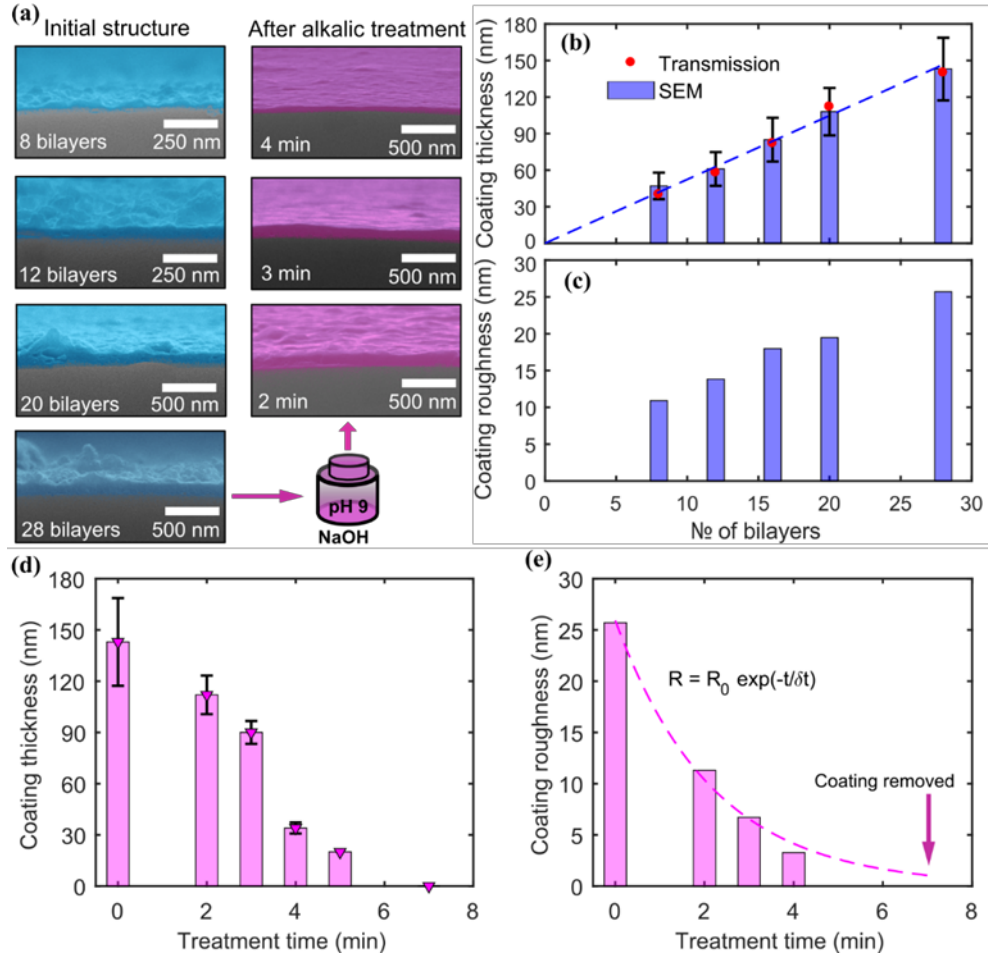 (a)
Initial structure
After alkalic treatment
8 bilayers
250 nm
4 min
500 nm
12 bilayers
250 nm
3 min
500 nm
20 bilayers
500 nm
2 min
500 nm
28 bilayers
500 nm
pH 9
NaOH
(b)
Coating thickness (nm)
180
150
120
90
60
30
0
Transmission
SEM
(c)
Coating roughness (nm)
30
25
20
15
10
5
0
0 5 10 15 20 25 30
№ of bilayers
(d)
Coating thickness (nm)
180
150
120
90
60
30
0
0 2 4 6 8
Treatment time (min)
(e)
Coating roughness (nm)
30
25
20
15
10
5
0
R = R0 exp(-t/δt)
Coating removed
0 2 4 6 8
Treatment time (min)